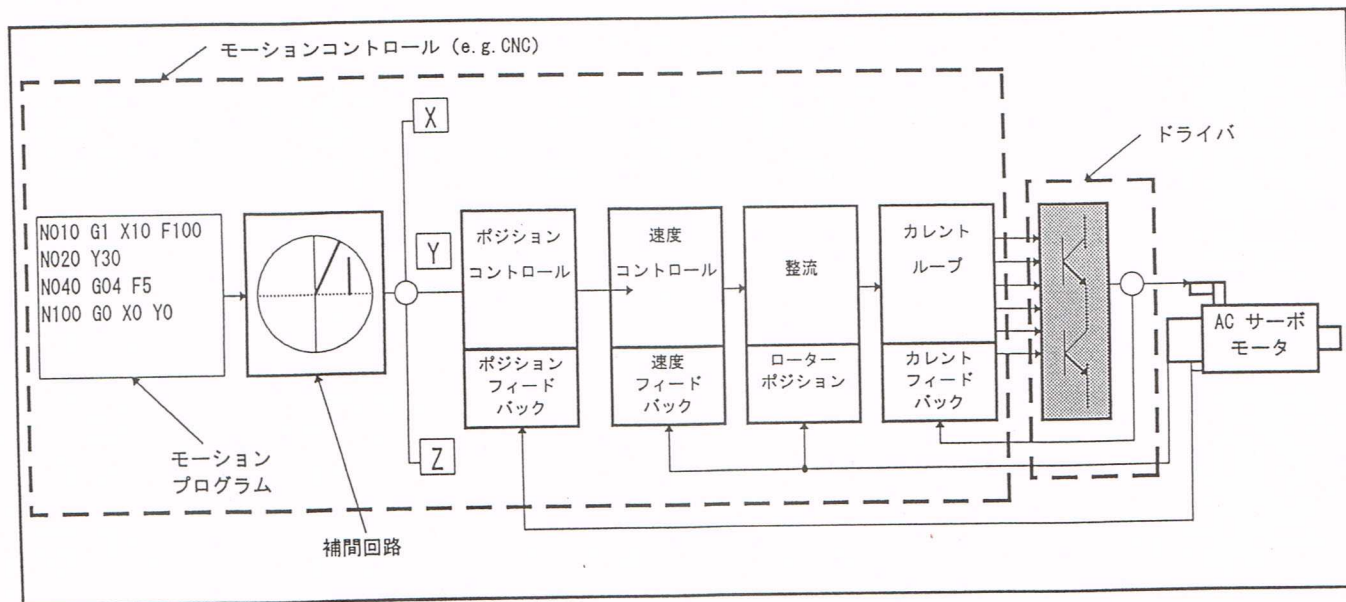 モーションコントロール (e.g.CNC)
ドライバ
X
Y
Z
N010 G1 X10 F100
N020 Y30
N040 G04 F5
N100 G0 X0 Y0
ポジション
コントロール
ポジション
フィード
バック
速度
コントロール
速度
フィード
バック
整流
ローター
ポジション
カレント
ループ
カレント
フィード
バック
AC サーボ
モータ
モーション
プログラム
補間回路